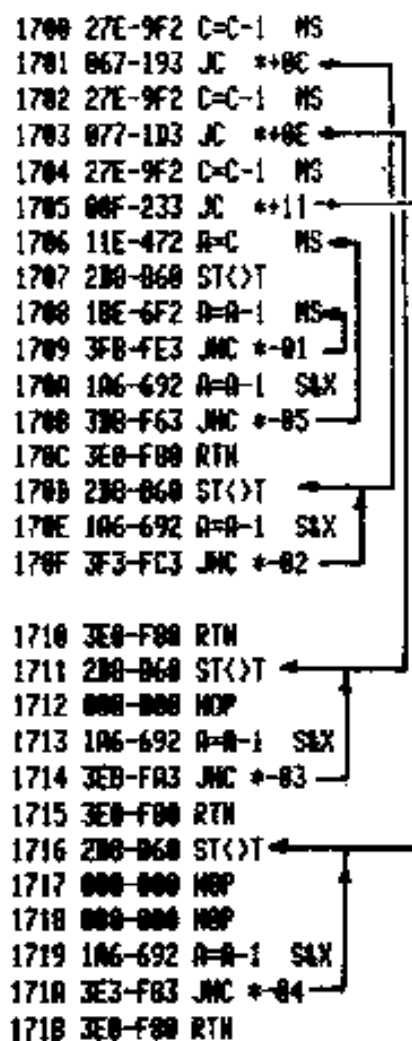 1700 27E-9F2 C=C-1 MS
1701 067-193 JC *+0C
1702 27E-9F2 C=C-1 MS
1703 077-1D3 JC *+0E
1704 27E-9F2 C=C-1 MS
1705 08F-233 JC *+11
1706 11E-472 A=C MS
1707 2D8-B60 ST<>T
1708 1BE-6F2 A=A-1 MS
1709 3FB-FE3 JNC *-01
170A 1A6-692 A=A-1 S&X
170B 3DB-F63 JNC *-05
170C 3E0-F80 RTN
170D 2D8-B60 ST<>T
170E 1A6-692 A=A-1 S&X
170F 3F3-FC3 JNC *-02
1710 3E0-F80 RTN
1711 2D8-B60 ST<>T
1712 000-000 NOP
1713 1A6-692 A=A-1 S&X
1714 3EB-FA3 JNC *-03
1715 3E0-F80 RTN
1716 2D8-B60 ST<>T
1717 000-000 NOP
1718 000-000 NOP
1719 1A6-692 A=A-1 S&X
171A 3E3-F83 JNC *-04
171B 3E0-F80 RTN